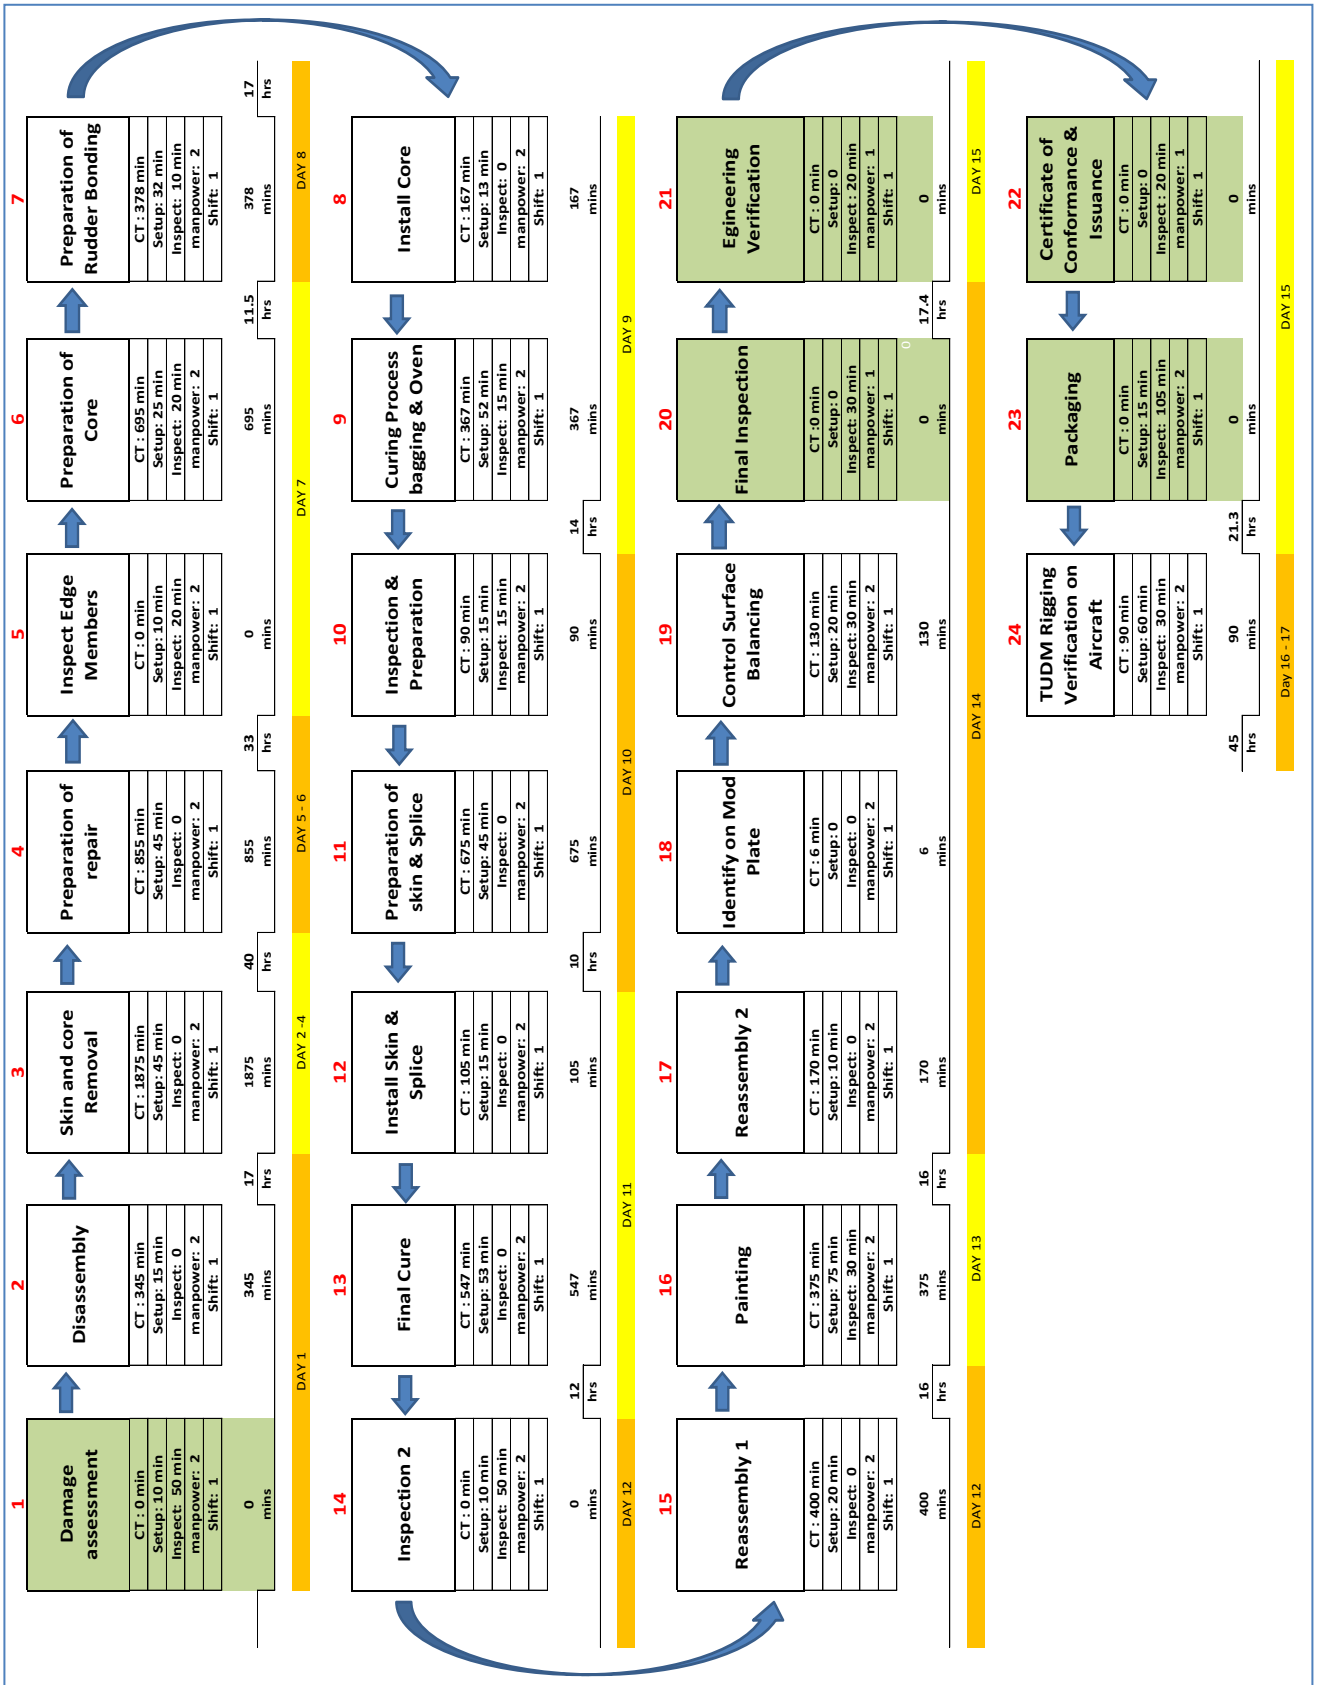 1
Damage
assessment
CT : 0 min
Setup: 10 min
Inspect: 50 min
manpower: 2
Shift: 1
0
mins
2
Disassembly
CT : 345 min
Setup: 15 min
Inspect: 0
manpower: 2
Shift: 1
345
mins
17
hrs
DAY 1
3
Skin and core
Removal
CT : 1875 min
Setup: 45 min
Inspect: 0
manpower: 2
Shift: 1
1875
mins
40
hrs
DAY 2 -4
4
Preparation of
repair
CT : 855 min
Setup: 45 min
Inspect: 0
manpower: 2
Shift: 1
855
mins
33
hrs
DAY 5 - 6
5
Inspect Edge
Members
CT : 0 min
Setup: 10 min
Inspect: 20 min
manpower: 2
Shift: 1
0
mins
6
Preparation of
Core
CT : 695 min
Setup: 25 min
Inspect: 20 min
manpower: 2
Shift: 1
695
mins
11.5
hrs
DAY 7
7
Preparation of
Rudder Bonding
CT : 378 min
Setup: 32 min
Inspect: 10 min
manpower: 2
Shift: 1
378
mins
17
hrs
DAY 8
8
Install Core
CT : 167 min
Setup: 13 min
Inspect: 0
manpower: 2
Shift: 1
167
mins
9
Curing Process
bagging & Oven
CT : 367 min
Setup: 52 min
Inspect: 15 min
manpower: 2
Shift: 1
367
mins
14
hrs
DAY 9
10
Inspection &
Preparation
CT : 90 min
Setup: 15 min
Inspect: 15 min
manpower: 2
Shift: 1
90
mins
11
Preparation of
skin & Splice
CT : 675 min
Setup: 45 min
Inspect: 0
manpower: 2
Shift: 1
675
mins
10
hrs
DAY 10
12
Install Skin &
Splice
CT : 105 min
Setup: 15 min
Inspect: 0
manpower: 2
Shift: 1
105
mins
13
Final Cure
CT : 547 min
Setup: 53 min
Inspect: 0
manpower: 2
Shift: 1
547
mins
12
hrs
DAY 11
14
Inspection 2
CT : 0 min
Setup: 10 min
Inspect: 50 min
manpower: 2
Shift: 1
0
mins
DAY 12
15
Reassembly 1
CT : 400 min
Setup: 20 min
Inspect: 0
manpower: 2
Shift: 1
400
mins
16
hrs
DAY 12
16
Painting
CT : 375 min
Setup: 75 min
Inspect: 30 min
manpower: 2
Shift: 1
375
mins
16
hrs
DAY 13
17
Reassembly 2
CT : 170 min
Setup: 10 min
Inspect: 0
manpower: 2
Shift: 1
170
mins
18
Identify on Mod
Plate
CT : 6 min
Setup: 0
Inspect: 0
manpower: 2
Shift: 1
6
mins
19
Control Surface
Balancing
CT : 130 min
Setup: 20 min
Inspect: 30 min
manpower: 2
Shift: 1
130
mins
20
Final Inspection
CT :0 min
Setup: 0
Inspect: 30 min
manpower: 1
Shift: 1
0
0
mins
17.4
hrs
DAY 14
21
Egineering
Verification
CT : 0 min
Setup: 0
Inspect : 20 min
manpower: 1
Shift: 1
0
mins
DAY 15
22
Certificate of
Conformance &
Issuance
CT : 0 min
Setup: 0
Inspect : 20 min
manpower: 1
Shift: 1
0
mins
23
Packaging
CT : 0 min
Setup: 15 min
Inspect: 105 min
manpower: 2
Shift: 1
0
mins
21.3
hrs
DAY 15
24
TUDM Rigging
Verification on
Aircraft
CT : 90 min
Setup: 60 min
Inspect: 30 min
manpower: 2
Shift: 1
90
mins
45
hrs
Day 16 - 17